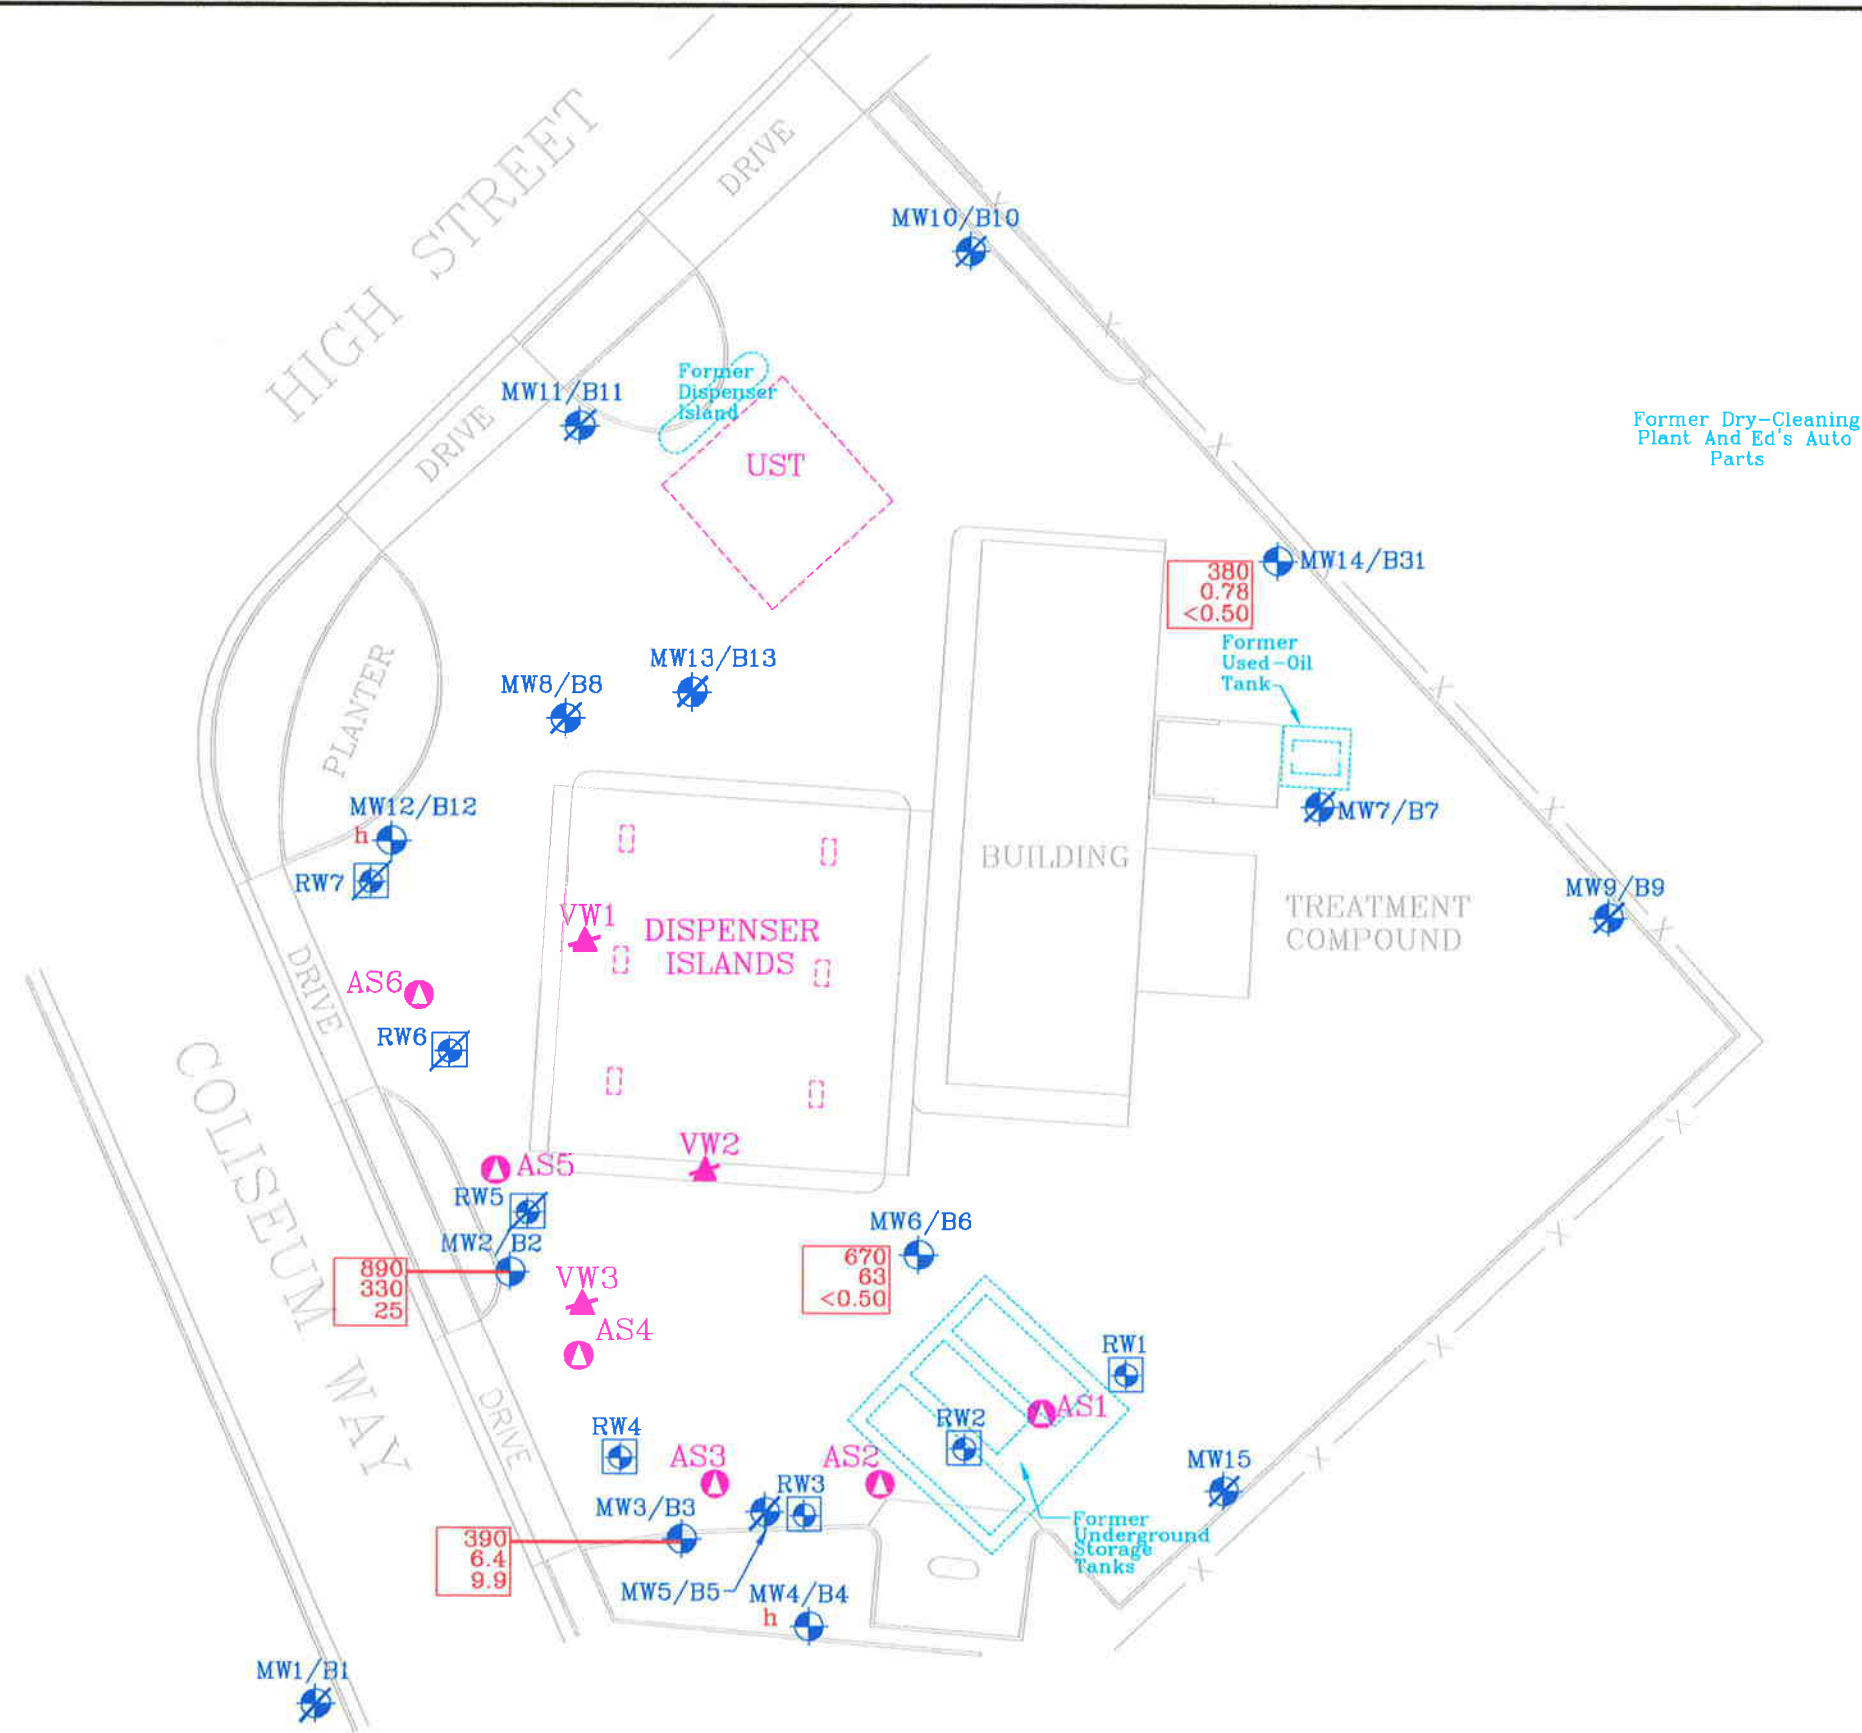 HIGH STREET
DRIVE
MW10/B10
Former
Dispenser
Island
MW11/B11
DRIVE
UST
Former Dry-Cleaning
Plant And Ed's Auto
Parts
MW14/B31
380
0.78
<0.50
Former
Used-Oil
Tank
PLANTER
MW13/B13
MW8/B8
MW12/B12
h
RW7
MW7/B7
BUILDING
TREATMENT
COMPOUND
MW9/B9
VW1
DISPENSER
ISLANDS
AS6
DRIVE
RW6
COLISEUM WAY
VW2
AS5
RW5
MW2/B2
890
330
25
MW6/B6
670
63
<0.50
VW3
AS4
RW1
AS1
RW2
DRIVE
RW4
AS3
AS2
RW3
MW15
MW3/B3
390
6.4
9.9
Former
Underground
Storage
Tanks
MW5/B5
MW4/B4
h
MW1/B1
X
X
X
X
X
X
X
X
X
X
X
X